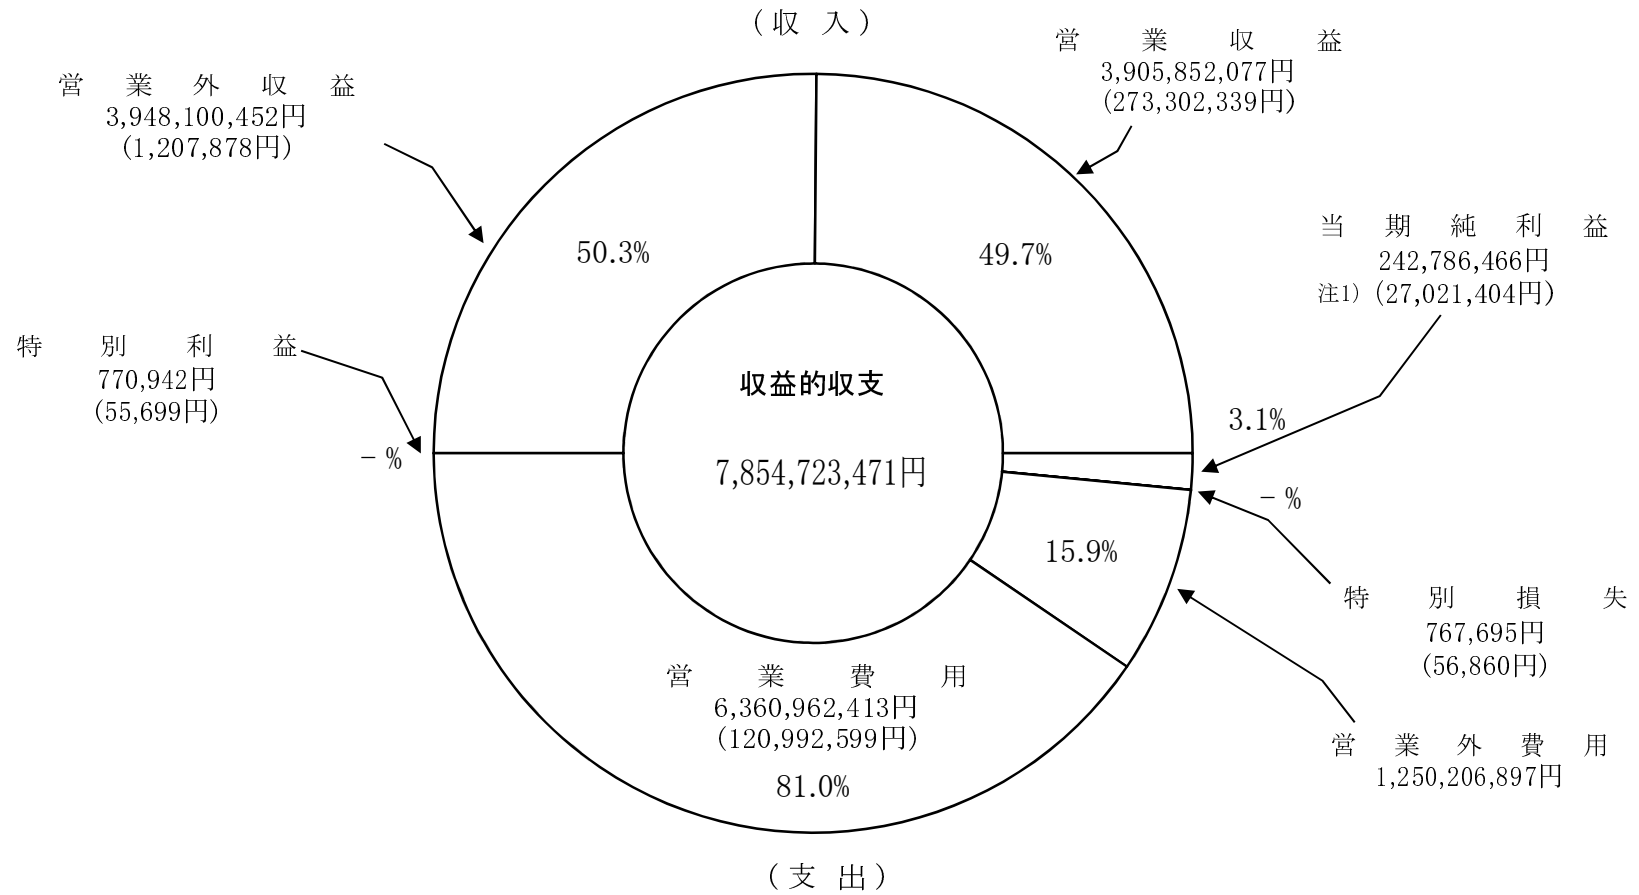 (収 入)
営業収益
3,905,852,077円
(273,302,339円)
営業外収益
3,948,100,452円
(1,207,878円)
50.3%
49.7%
当期純利益
242,786,466円
注1) (27,021,404円)
特別利益
770,942円
(55,699円)
－%
収益的収支
7,854,723,471円
3.1%
－%
15.9%
特別損失
767,695円
(56,860円)
営業費用
6,360,962,413円
(120,992,599円)
81.0%
営業外費用
1,250,206,897円
(支 出)